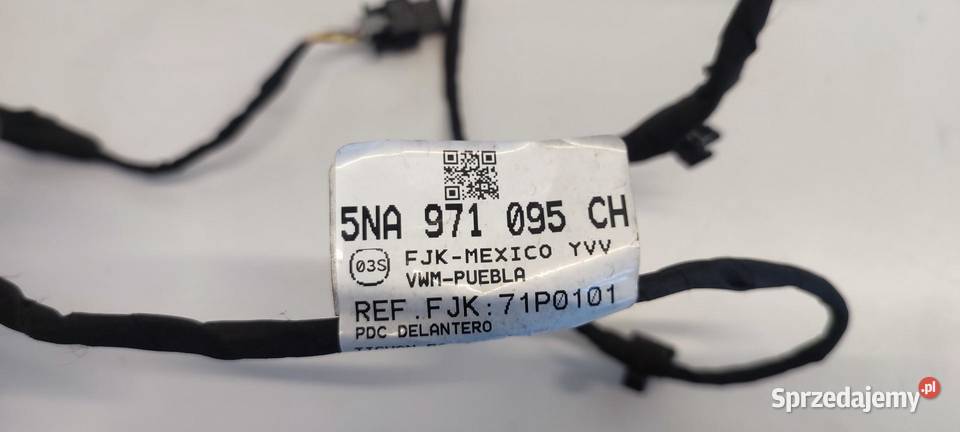 5NA 971 095 CH
03S FJK-MEXICO YVV
VWM-PUEBLA
REF.FJK:71P0101
PDC DELANTERO
Sprzedajemy.pl